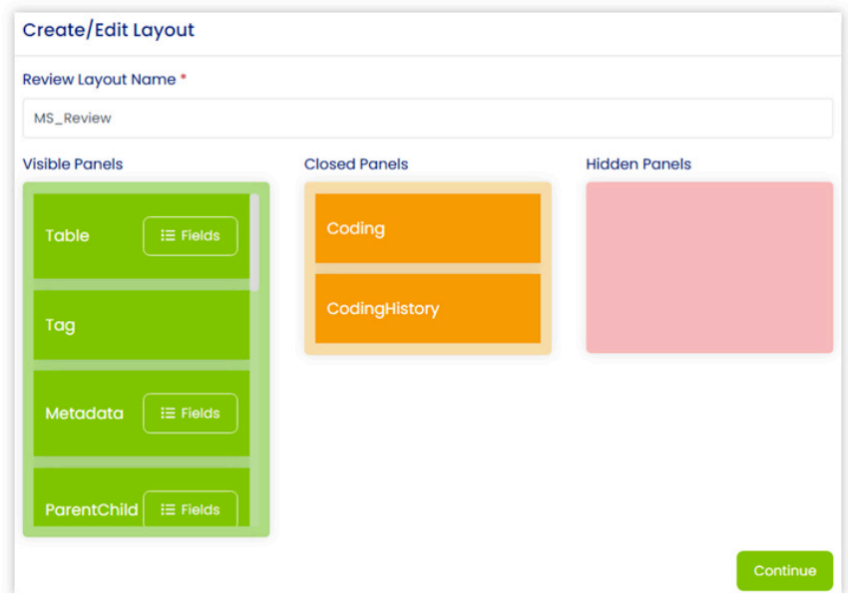 Create/Edit Layout
Review Layout Name *
MS_Review
Visible Panels
Table
Fields
Tag
Metadata
Fields
ParentChild
Fields
Closed Panels
Coding
CodingHistory
Hidden Panels
Continue